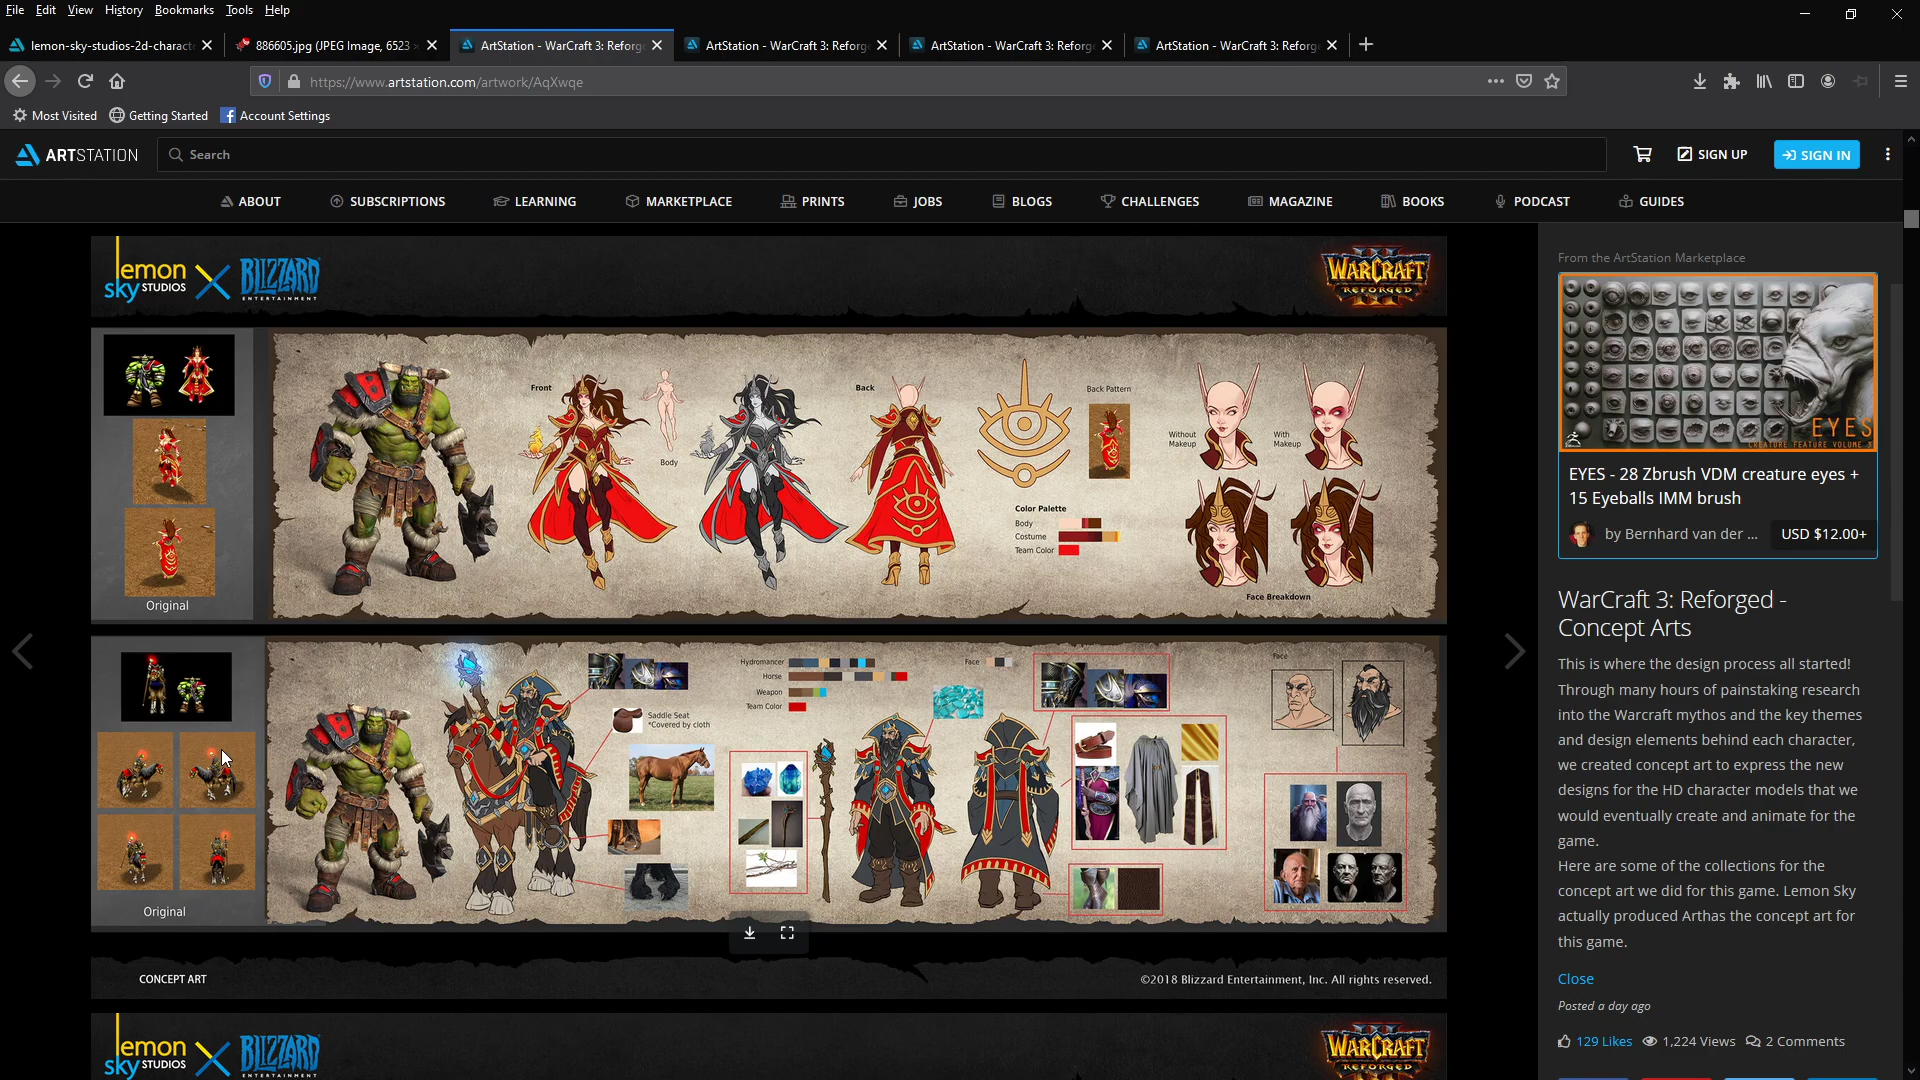 File Edit View History Bookmarks Tools Help
lemon-sky-studios-2d-charact
886605.jpg (JPEG Image, 6523
ArtStation - WarCraft 3: Reforg
ArtStation - WarCraft 3: Reforg
ArtStation - WarCraft 3: Reforg
ArtStation - WarCraft 3: Reforg
https://www.artstation.com/artwork/AqXwqe
Most Visited
Getting Started
Account Settings
ARTSTATION
Search
SIGN UP
SIGN IN
ABOUT
SUBSCRIPTIONS
LEARNING
MARKETPLACE
PRINTS
JOBS
BLOGS
CHALLENGES
MAGAZINE
BOOKS
PODCAST
GUIDES
lemon sky STUDIOS
BLIZZARD
ENTERTAINMENT
WARCRAFT III
REFORGED
Original
Front
Body
Back
Back Pattern
Without Makeup
With Makeup
Color Palette
Body
Costume
Team Color
Face Breakdown
Original
Saddle Seat
*Covered by cloth
Hydromancer
Horse
Weapon
Team Color
Face
Face
CONCEPT ART
©2018 Blizzard Entertainment, Inc. All rights reserved.
lemon sky STUDIOS
BLIZZARD
ENTERTAINMENT
WARCRAFT
REFORGED
From the ArtStation Marketplace
EYES
CREATURE FEATURE VOLUME 3
EYES - 28 Zbrush VDM creature eyes +
15 Eyeballs IMM brush
by Bernhard van der ...
USD $12.00+
WarCraft 3: Reforged -
Concept Arts
This is where the design process all started!
Through many hours of painstaking research
into the Warcraft mythos and the key themes
and design elements behind each character,
we created concept art to express the new
designs for the HD character models that we
would eventually create and animate for the
game.
Here are some of the collections for the
concept art we did for this game. Lemon Sky
actually produced Arthas the concept art for
this game.
Close
Posted a day ago
129 Likes
1,224 Views
2 Comments